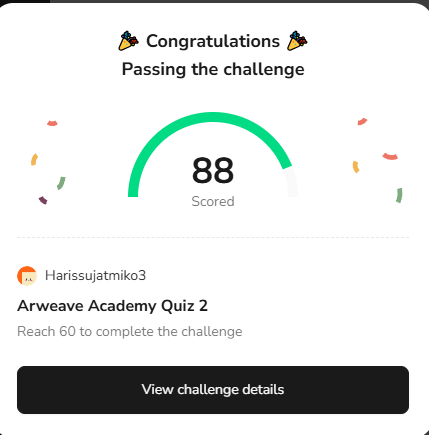 🎉 Congratulations 🎉
Passing the challenge
88
Scored
Harissujatmiko3
Arweave Academy Quiz 2
Reach 60 to complete the challenge
View challenge details